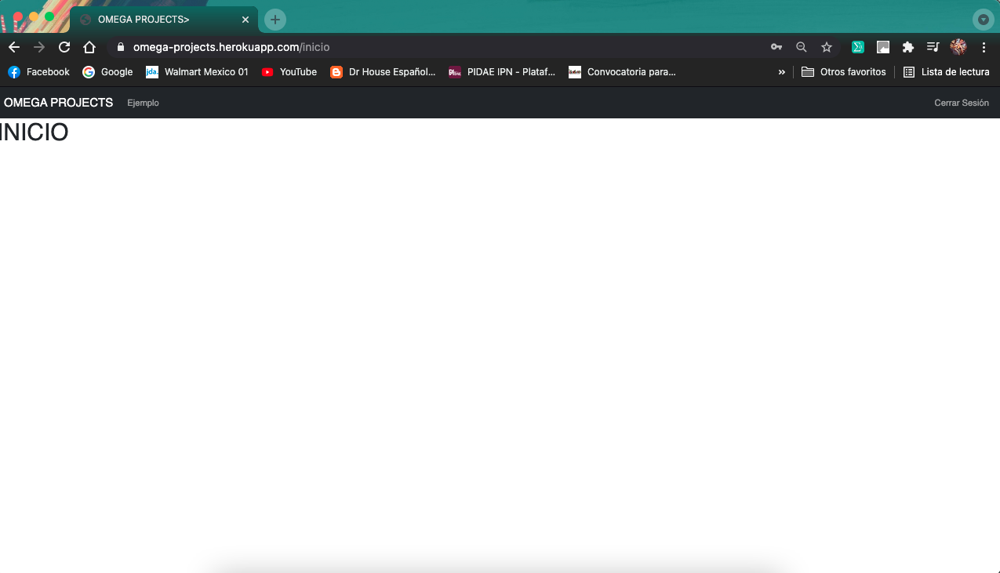 OMEGA PROJECTS>
omega-projects.herokuapp.com/inicio
Facebook Google Walmart Mexico 01 YouTube Dr House Español... PIDAE IPN - Plataf... Convocatoria para... » Otros favoritos Lista de lectura
OMEGA PROJECTS Ejemplo Cerrar Sesión
INICIO